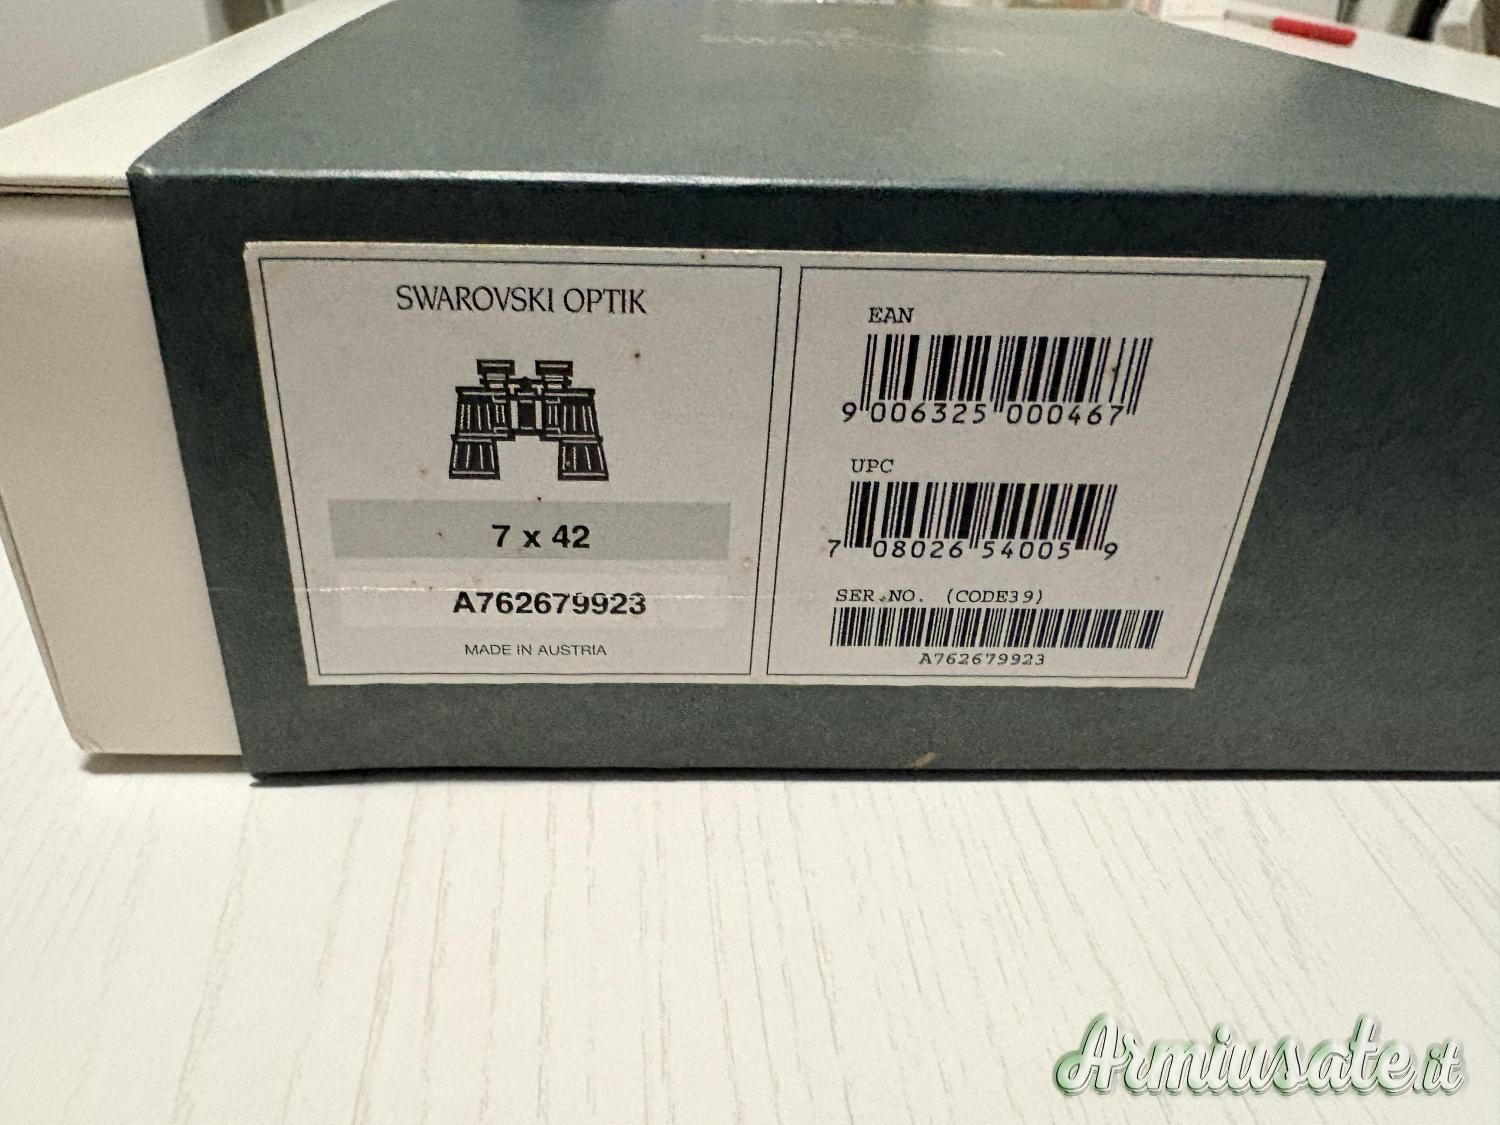 SWAROVSKI OPTIK
7 x 42
A762679923
MADE IN AUSTRIA
EAN
9 006325 000467
UPC
7 08026 54005 9
SER.NO. (CODE39)
A762679923
Armiusate.it